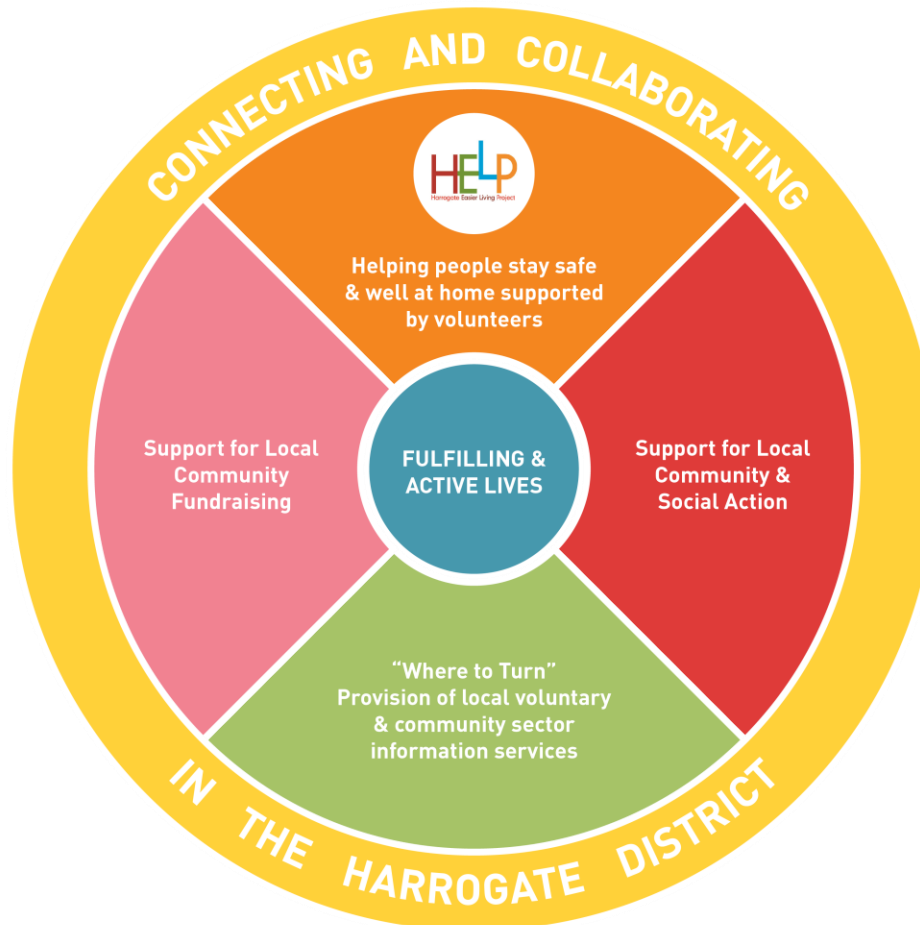 CONNECTING AND COLLABORATING
HELP
Harrogate Easier Living Project
Helping people stay safe
& well at home supported
by volunteers
Support for Local
Community
Fundraising
FULFILLING &
ACTIVE LIVES
Support for Local
Community &
Social Action
“Where to Turn”
Provision of local voluntary
& community sector
information services
IN THE HARROGATE DISTRICT